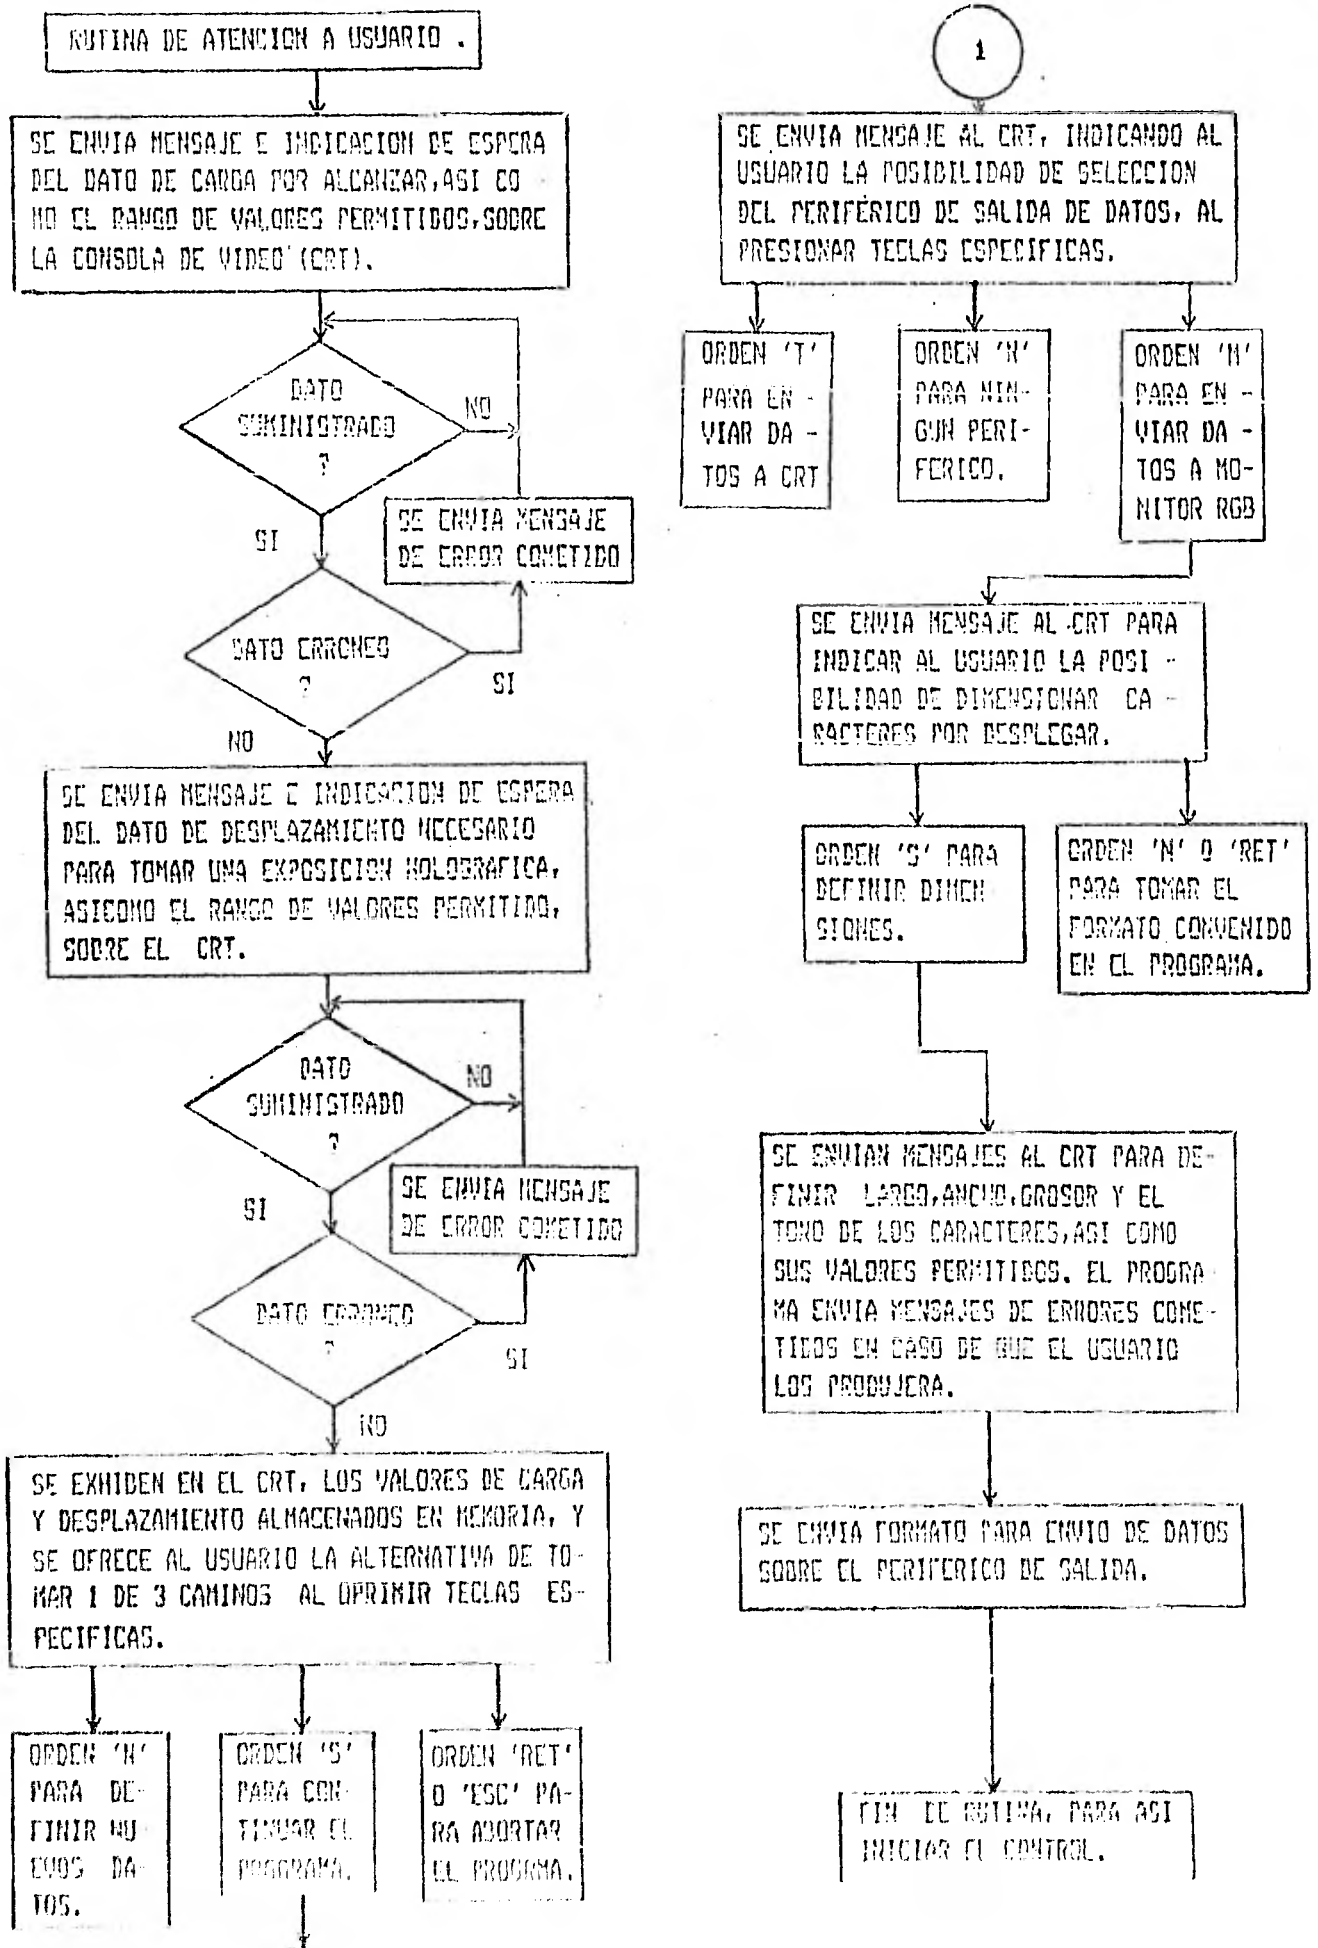 RUTINA DE ATENCION A USUARIO .
SE ENVIA MENSAJE E INDICACION DE ESPERA
DEL DATO DE CARGA POR ALCANZAR,ASI CO -
MO EL RANGO DE VALORES PERMITIDOS,SOBRE
LA CONSOLA DE VIDEO (CRT).
DATO
SUMINISTRADO
?
NO
SI
SE ENVIA MENSAJE
DE ERROR COMETIDO
DATO ERRONEO
?
SI
NO
SE ENVIA MENSAJE E INDICACION DE ESPERA
DEL DATO DE DESPLAZAMIENTO NECESARIO
PARA TOMAR UNA EXPOSICION HOLOGRAFICA,
ASICOMO EL RANGO DE VALORES PERMITIDO,
SOBRE EL CRT.
DATO
SUMINISTRADO
?
NO
SI
SE ENVIA MENSAJE
DE ERROR COMETIDO
DATO ERRONEO
?
SI
NO
SE EXHIBEN EN EL CRT, LOS VALORES DE CARGA
Y DESPLAZAMIENTO ALMACENADOS EN MEMORIA, Y
SE OFRECE AL USUARIO LA ALTERNATIVA DE TO-
MAR 1 DE 3 CAMINOS AL OPRIMIR TECLAS ES-
PECIFICAS.
ORDEN 'N'
PARA DE-
FINIR NU-
EVOS DA-
TOS.
ORDEN 'S'
PARA CON-
TINUAR EL
PROGRAMA.
ORDEN 'RET'
O 'ESC' PA-
RA ABORTAR
EL PROGRMA.
1
SE ENVIA MENSAJE AL CRT, INDICANDO AL
USUARIO LA POSIBILIDAD DE SELECCION
DEL PERIFÉRICO DE SALIDA DE DATOS, AL
PRESIONAR TECLAS ESPECIFICAS.
ORDEN 'T'
PARA EN -
VIAR DA -
TOS A CRT
ORDEN 'N'
PARA NIN-
GUN PERI-
FERICO.
ORDEN 'M'
PARA EN -
VIAR DA -
TOS A MO-
NITOR RGB
SE ENVIA MENSAJE AL CRT PARA
INDICAR AL USUARIO LA POSI -
BILIDAD DE DIMENSIONAR CA -
RACTERES POR DESPLEGAR.
ORDEN 'S' PARA
DEFINIR DIMEN
SIONES.
ORDEN 'N' O 'RET'
PARA TOMAR EL
FORMATO CONVENIDO
EN EL PROGRAMA.
SE ENVIAN MENSAJES AL CRT PARA DE-
FINIR LARGO,ANCHO,GROSOR Y EL
TONO DE LOS CARACTERES,ASI COMO
SUS VALORES PERMITIDOS. EL PROGRA
MA ENVIA MENSAJES DE ERRORES COME-
TIDOS EN CASO DE QUE EL USUARIO
LOS PRODUJERA.
SE ENVIA FORMATO PARA ENVIO DE DATOS
SOBRE EL PERIFERICO DE SALIDA.
FIN DE RUTINA, PARA ASI
INICIAR EL CONTROL.